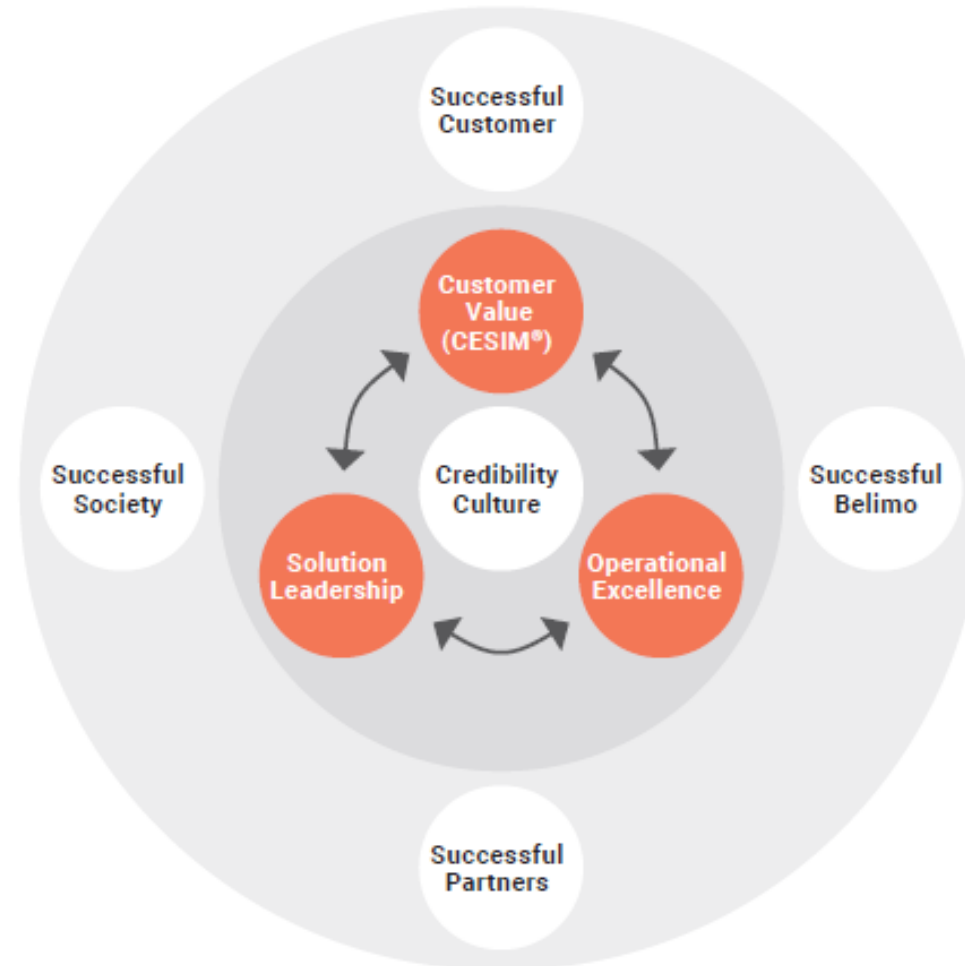 Successful
Customer
Customer
Value
(CESIM®)
Successful
Society
Credibility
Culture
Successful
Belimo
Solution
Leadership
Operational
Excellence
Successful
Partners